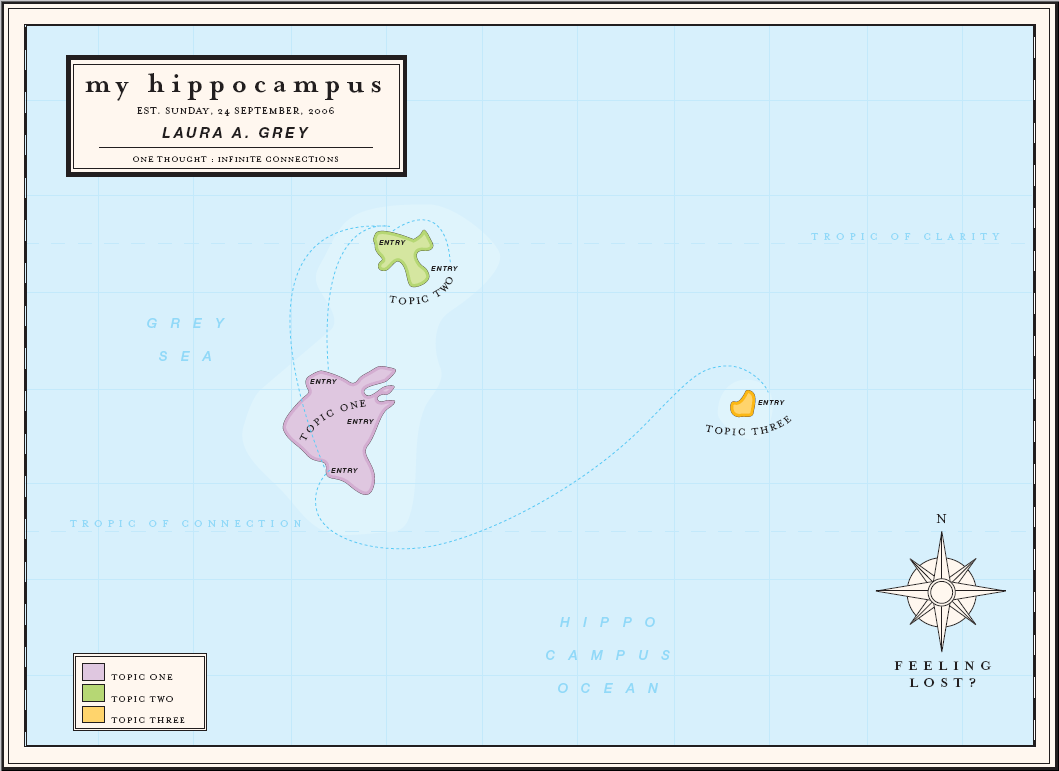 my hippocampus
EST. SUNDAY, 24 SEPTEMBER, 2006
LAURA A. GREY
ONE THOUGHT : INFINITE CONNECTIONS
TROPIC OF CLARITY
ENTRY
ENTRY
TOPIC TWO
GREY
SEA
ENTRY
TOPIC ONE
ENTRY
ENTRY
ENTRY
TOPIC THREE
TROPIC OF CONNECTION
N
FEELING
LOST?
HIPPO
CAMPUS
OCEAN
TOPIC ONE
TOPIC TWO
TOPIC THREE